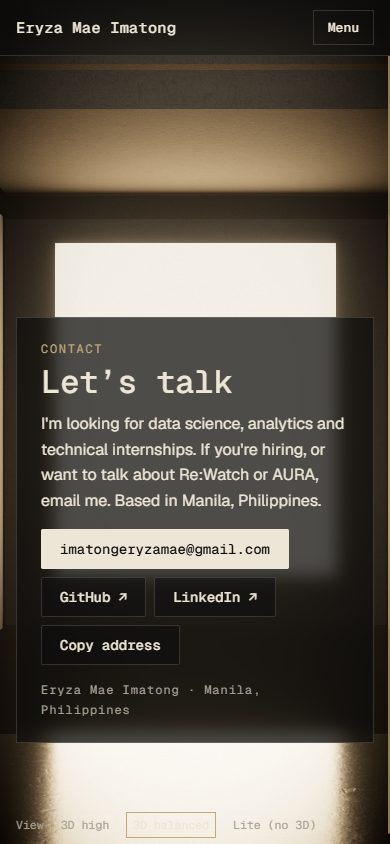 Eryza Mae Imatong
Menu
CONTACT
Let's talk
I'm looking for data science, analytics and
technical internships. If you're hiring, or
want to talk about Re:Watch or AURA,
email me. Based in Manila, Philippines.
imatongeryzamae@gmail.com
GitHub ↗ LinkedIn ↗
Copy address
Eryza Mae Imatong · Manila,
Philippines
View 3D high 3D balanced Lite (no 3D)